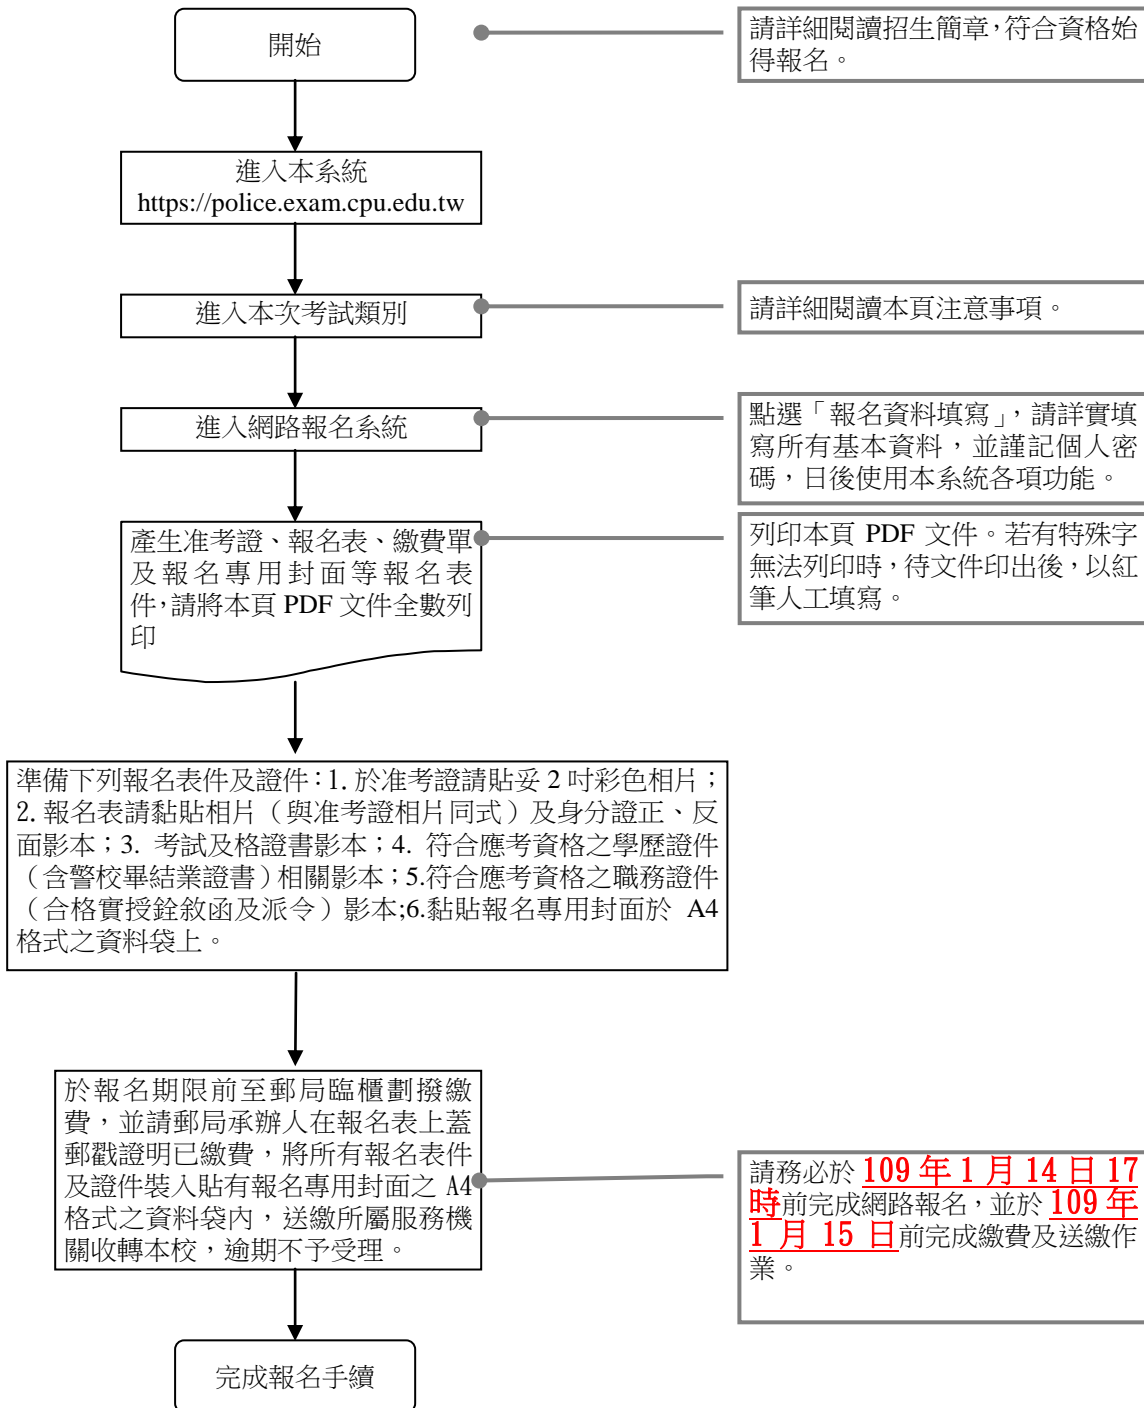 開始
請詳細閱讀招生簡章，符合資格始
得報名。
進入本系統
https://police.exam.cpu.edu.tw
進入本次考試類別
請詳細閱讀本頁注意事項。
進入網路報名系統
點選「報名資料填寫」，請詳實填
寫所有基本資料，並謹記個人密
碼，日後使用本系統各項功能。
產生准考證、報名表、繳費單
及報名專用封面等報名表
件，請將本頁 PDF 文件全數列
印
列印本頁 PDF 文件。若有特殊字
無法列印時，待文件印出後，以紅
筆人工填寫。
準備下列報名表件及證件：1. 於准考證請貼妥 2 吋彩色相片；
2. 報名表請黏貼相片（與准考證相片同式）及身分證正、反
面影本；3. 考試及格證書影本；4. 符合應考資格之學歷證件
（含警校畢結業證書）相關影本；5.符合應考資格之職務證件
（合格實授銓敘函及派令）影本;6.黏貼報名專用封面於 A4
格式之資料袋上。
於報名期限前至郵局臨櫃劃撥繳
費，並請郵局承辦人在報名表上蓋
郵戳證明已繳費，將所有報名表件
及證件裝入貼有報名專用封面之 A4
格式之資料袋內，送繳所屬服務機
關收轉本校，逾期不予受理。
請務必於 109 年 1 月 14 日 17
時前完成網路報名，並於 109 年
1 月 15 日前完成繳費及送繳作
業。
完成報名手續